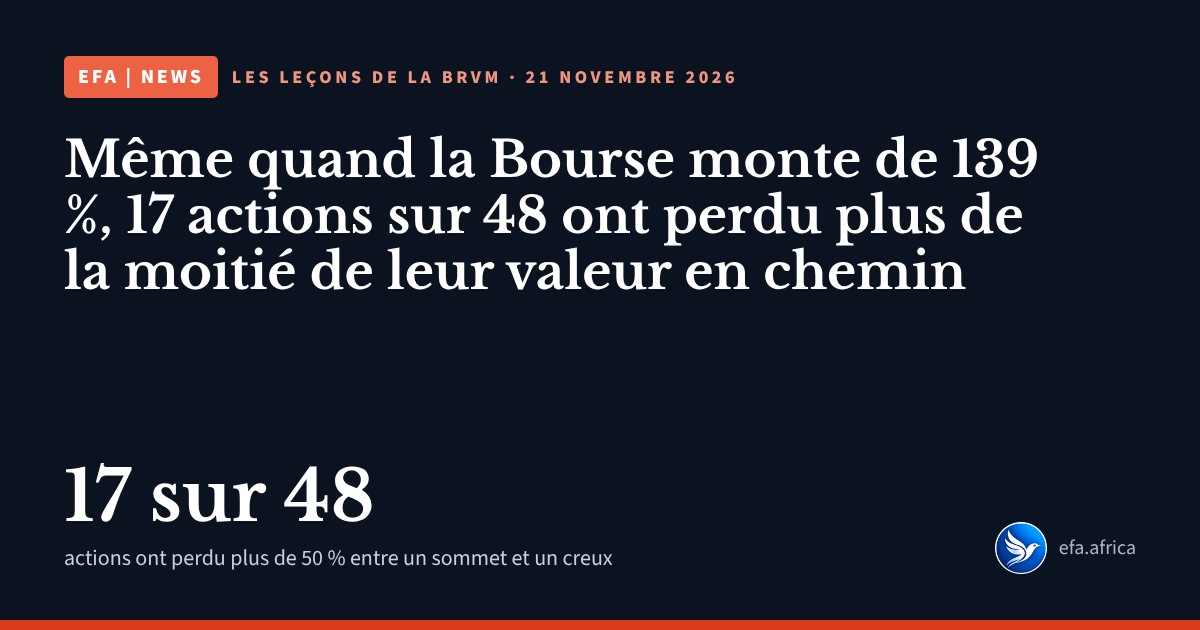 EFA | NEWS LES LEÇONS DE LA BRVM · 21 NOVEMBRE 2026
Même quand la Bourse monte de 139
%, 17 actions sur 48 ont perdu plus de
la moitié de leur valeur en chemin
17 sur 48
actions ont perdu plus de 50 % entre un sommet et un creux
efa.africa